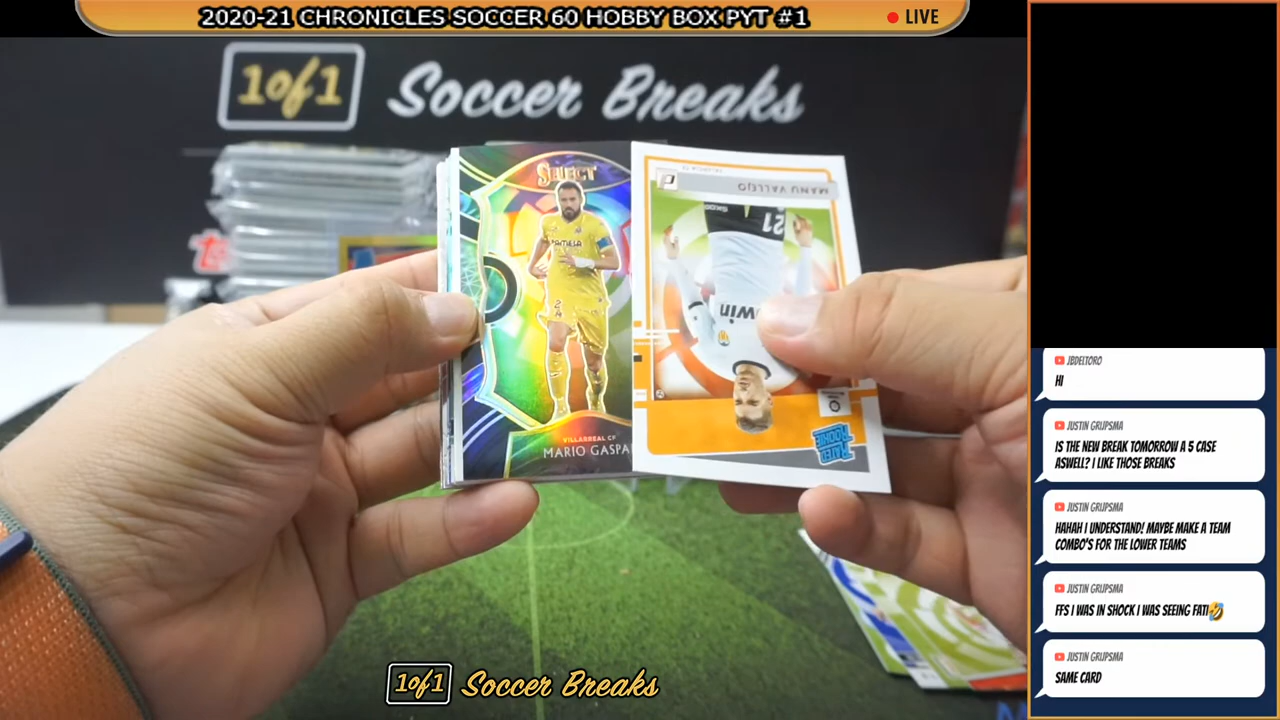 2020-21 CHRONICLES SOCCER 60 HOBBY BOX PYT #1
LIVE
1of1 Soccer Breaks
SELECT
VILLARREAL CF
MARIO GASPA
MANU VALLEJO
21
RATED
ROOKIE
JBDELTORO
HI
JUSTIN GRIJPSMA
IS THE NEW BREAK TOMORROW A 5 CASE
ASWELL? I LIKE THOSE BREAKS
JUSTIN GRIJPSMA
HAHAH I UNDERSTAND! MAYBE MAKE A TEAM
COMBO'S FOR THE LOWER TEAMS
JUSTIN GRIJPSMA
FFS I WAS IN SHOCK I WAS SEEING FATI🤣
JUSTIN GRIJPSMA
SAME CARD
1of1 Soccer Breaks